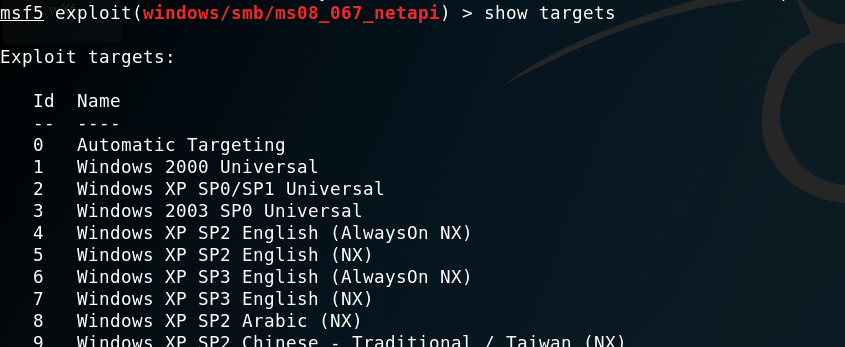 msf5 exploit(windows/smb/ms08_067_netapi) > show targets
Exploit targets:
Id  Name
--  ----
0   Automatic Targeting
1   Windows 2000 Universal
2   Windows XP SP0/SP1 Universal
3   Windows 2003 SP0 Universal
4   Windows XP SP2 English (AlwaysOn NX)
5   Windows XP SP2 English (NX)
6   Windows XP SP3 English (AlwaysOn NX)
7   Windows XP SP3 English (NX)
8   Windows XP SP2 Arabic (NX)
9   Windows XP SP2 Chinese - Traditional / Taiwan (NX)